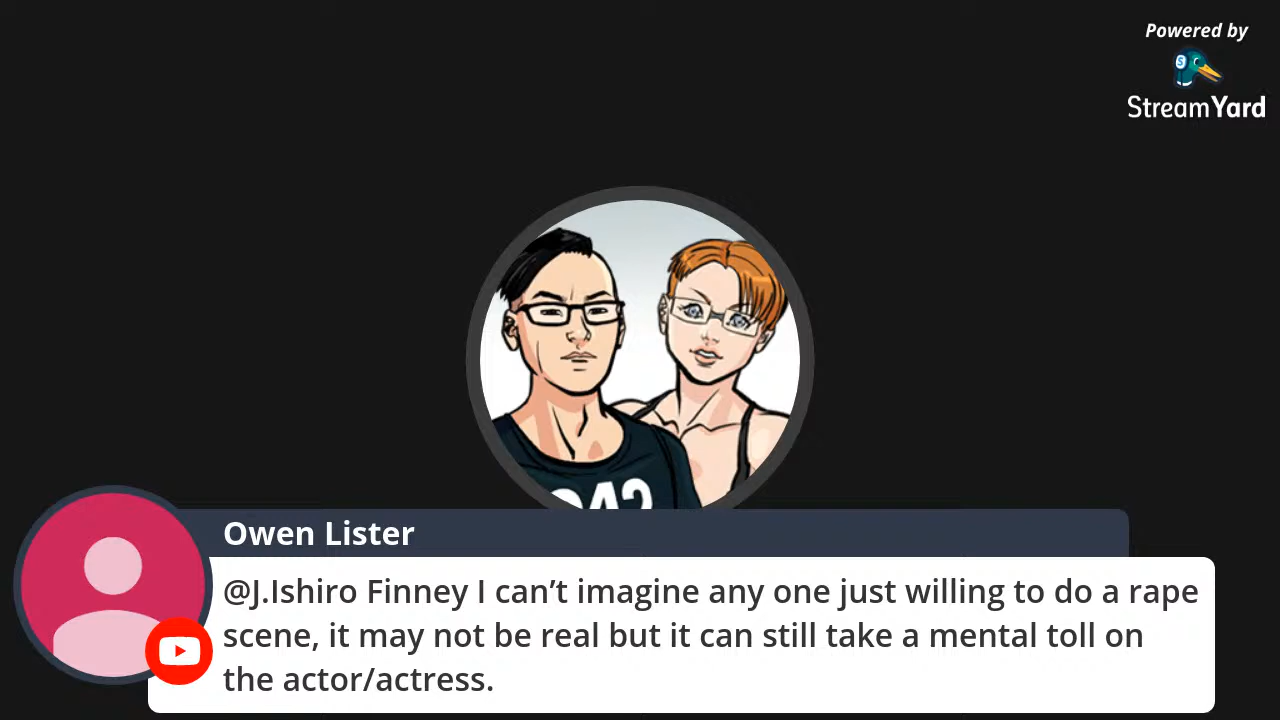 Powered by
StreamYard
Owen Lister
@J.Ishiro Finney I can’t imagine any one just willing to do a rape
scene, it may not be real but it can still take a mental toll on
the actor/actress.